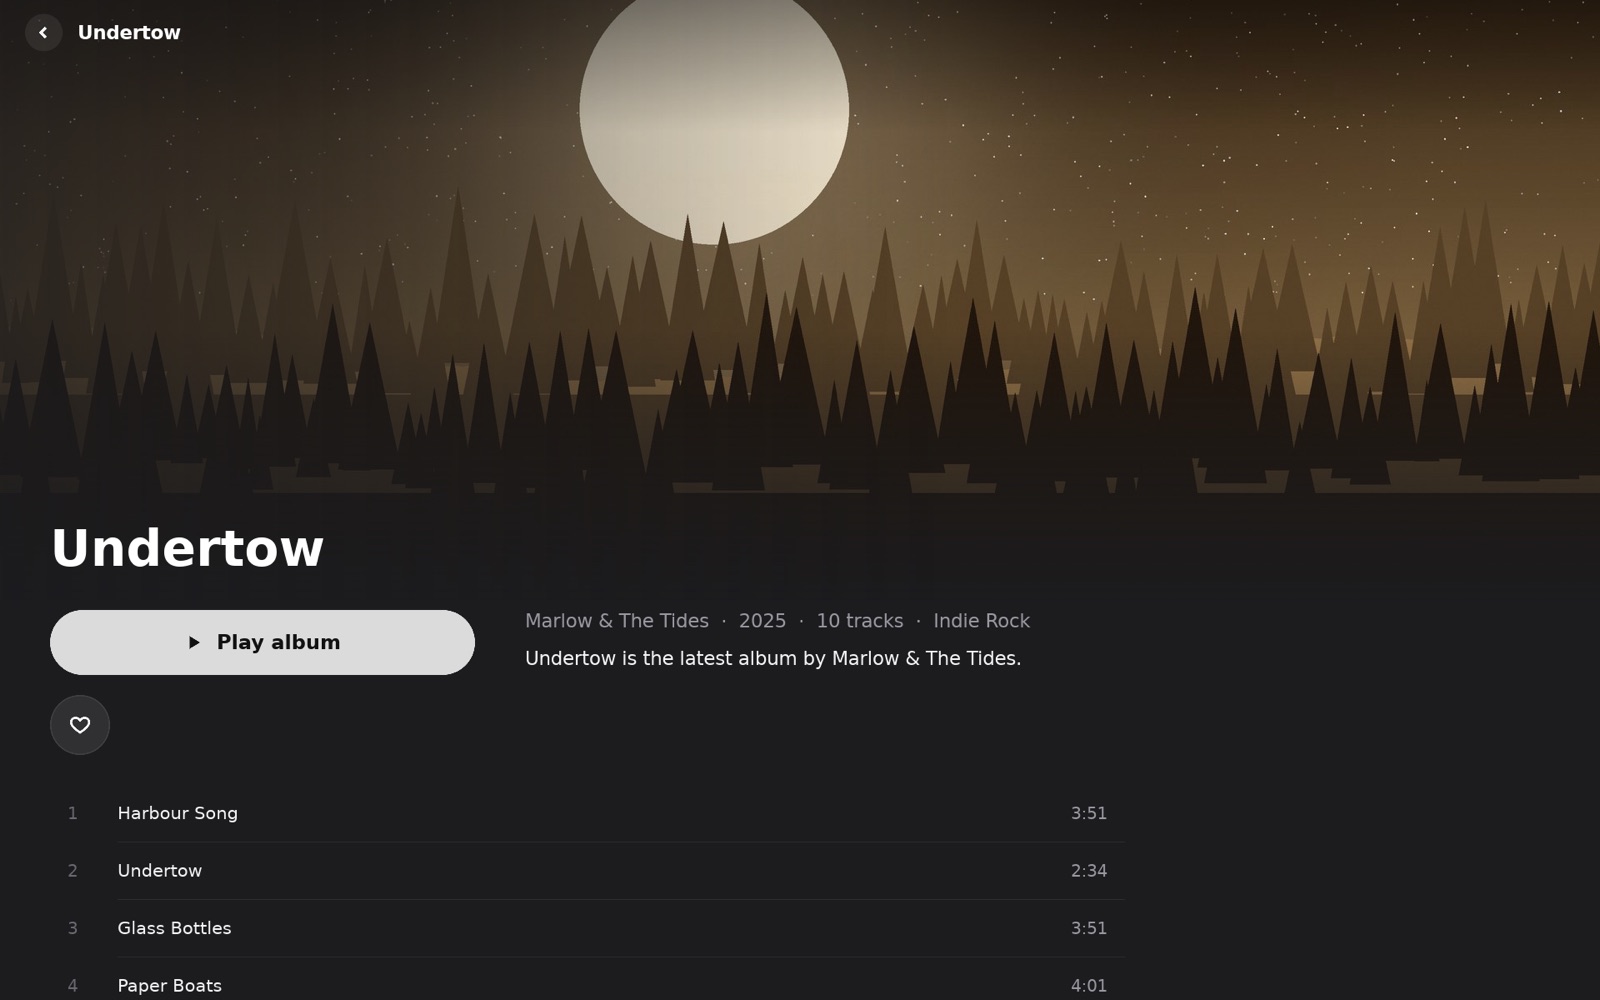 Undertow
Undertow
Play album
Marlow & The Tides · 2025 · 10 tracks · Indie Rock
Undertow is the latest album by Marlow & The Tides.
1 Harbour Song 3:51
2 Undertow 2:34
3 Glass Bottles 3:51
4 Paper Boats 4:01